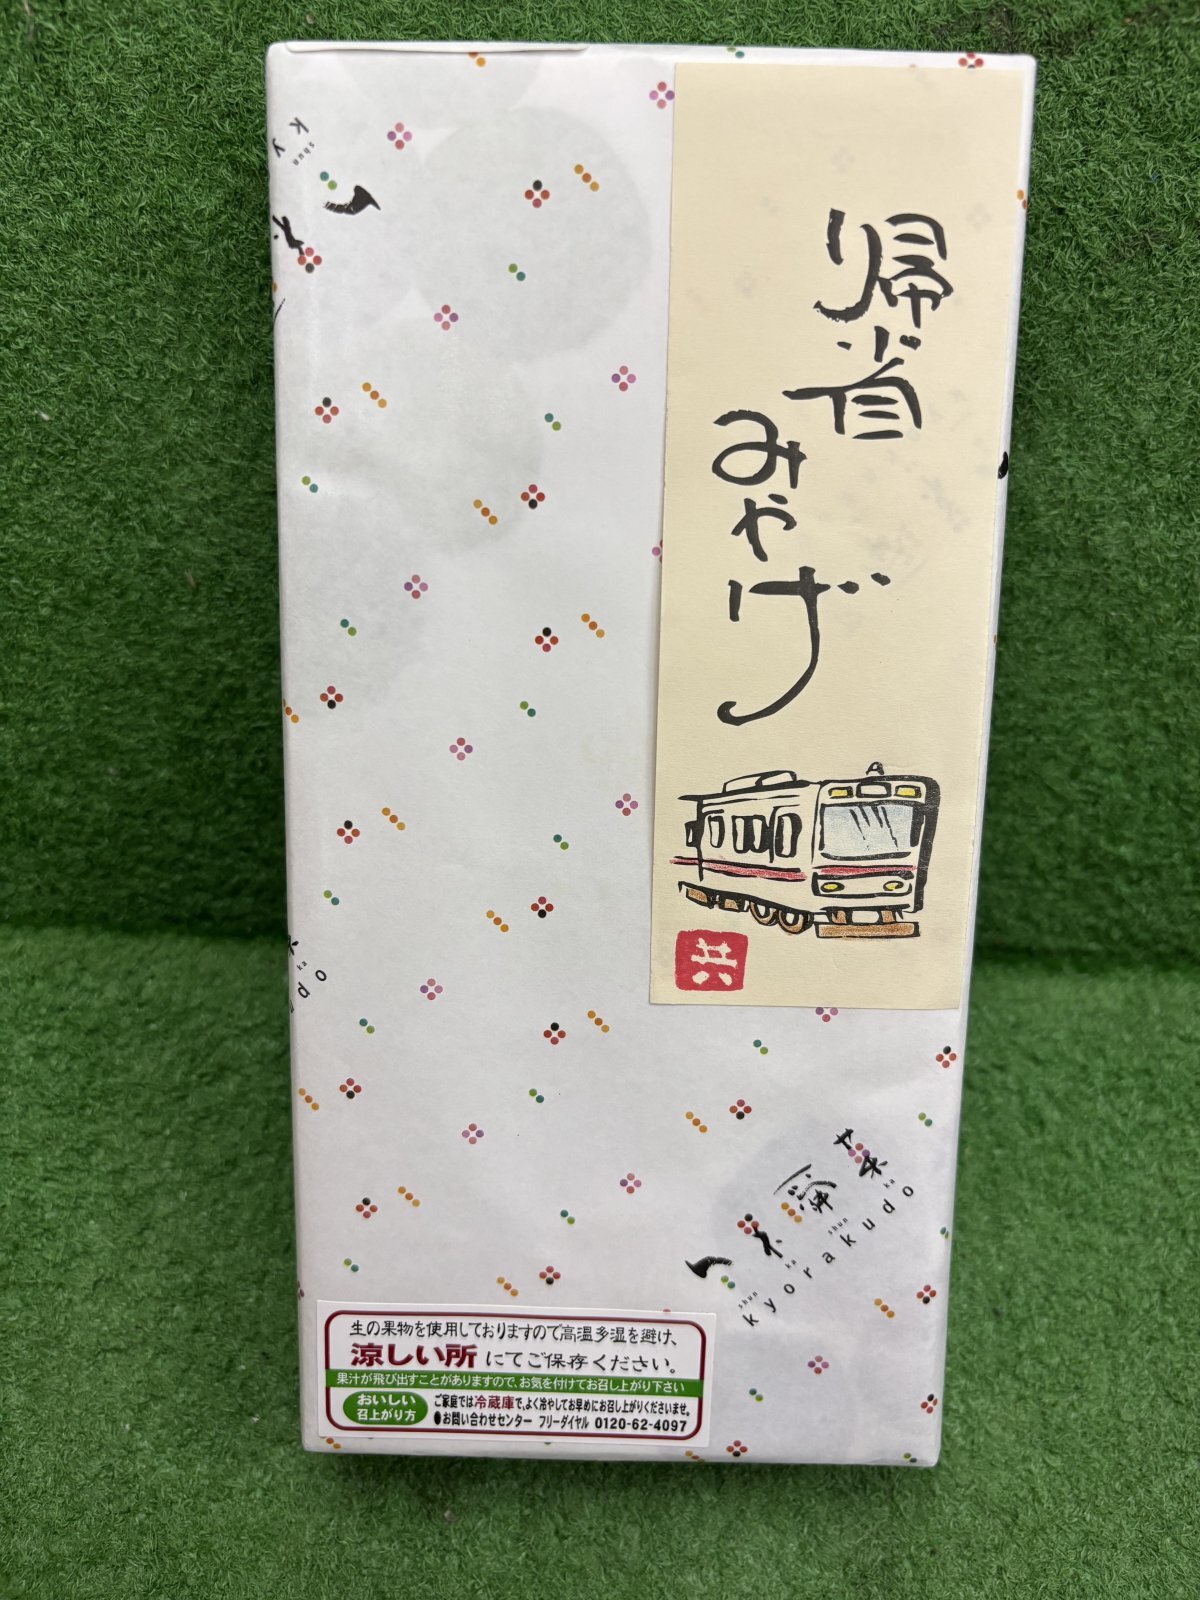 帰省
みやげ
浜
shun
ka
shun
ka
kyorakudo
生の果物を使用しておりますので高温多湿を避け、
涼しい所にてご保存ください。
果汁が飛び出すことがありますので、お気を付けてお召し上がり下さい
おいしい
召上がり方
ご家庭では冷蔵庫で、よく冷やしてお早めにお召し上がりくださいませ。
●お問い合わせセンター フリーダイヤル 0120-62-4097